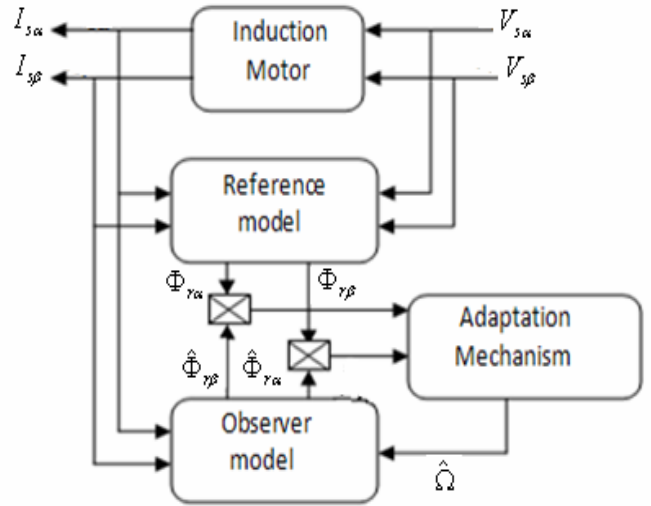 I_sα
Induction
Motor
V_sα
I_sβ
V_sβ
Reference
model
Φ_rα
Φ_rβ
Adaptation
Mechanism
Φ̂_rβ
Φ̂_rα
Observer
model
Ω̂